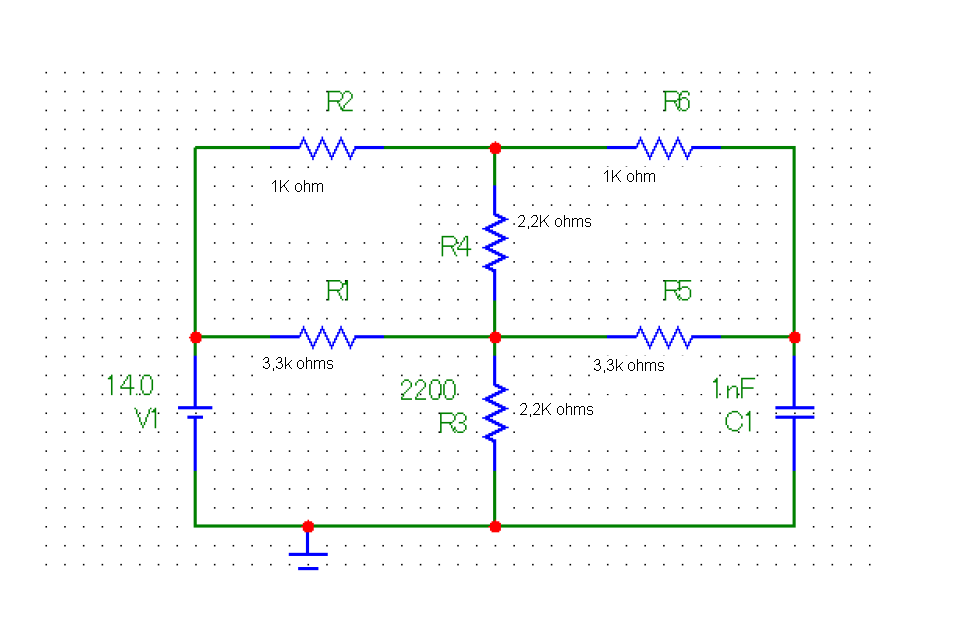 R2
R6
1K ohm
1K ohm
2,2K ohms
R4
R1
R5
3,3k ohms
3,3k ohms
14.0
V1
2200
R3
2,2K ohms
1nF
C1